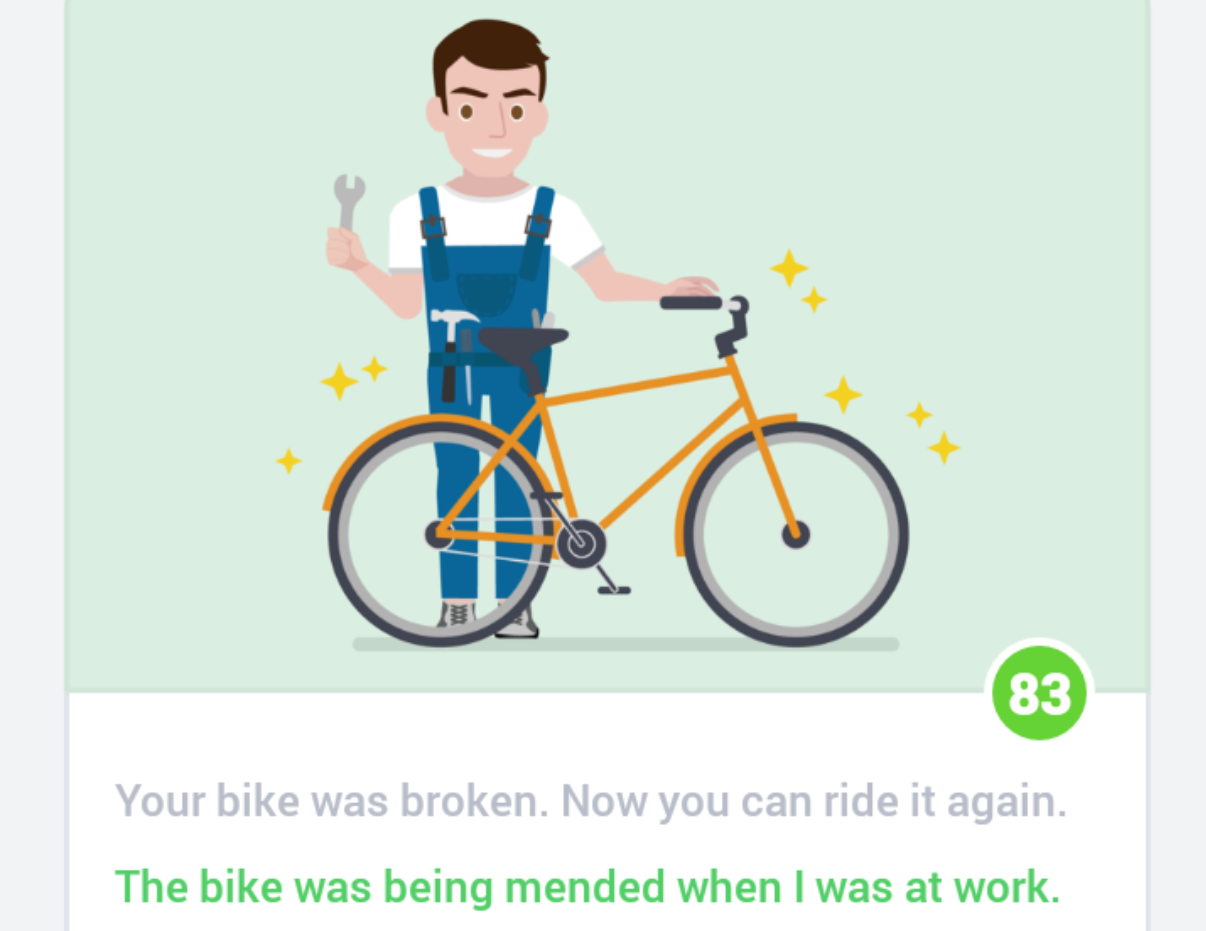 83
Your bike was broken. Now you can ride it again.
The bike was being mended when I was at work.